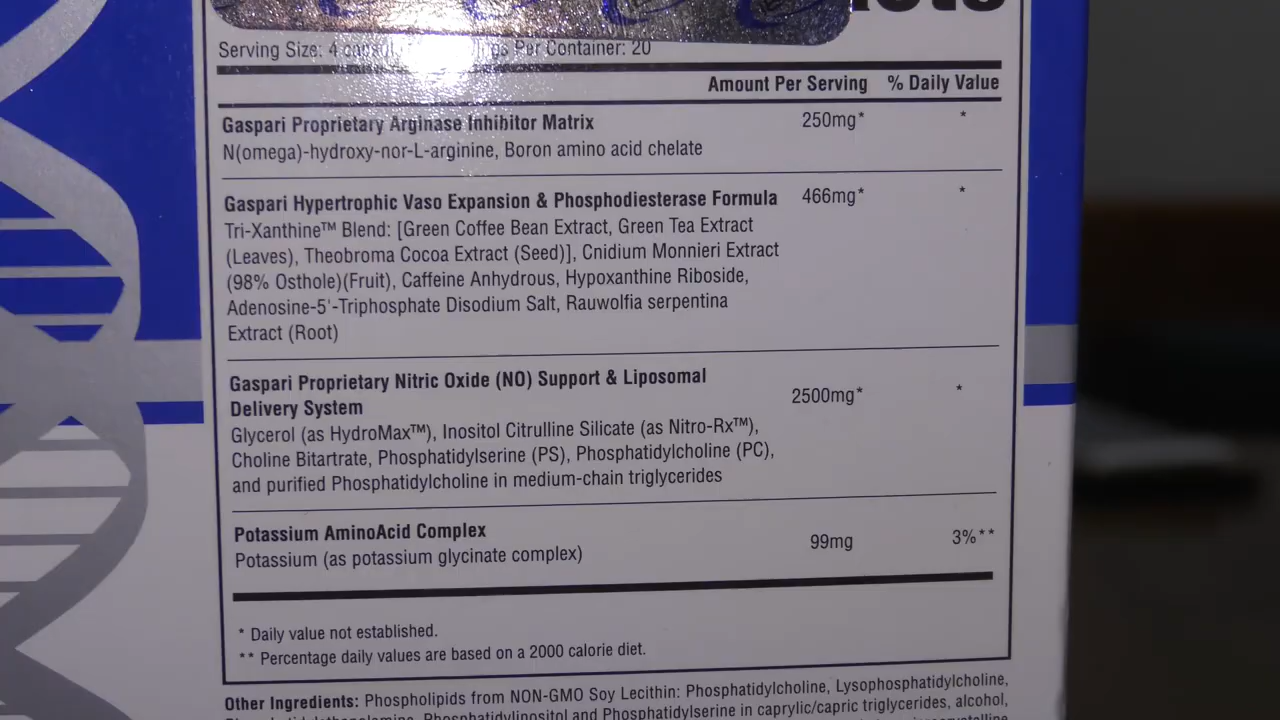 Serving Size: 4 Per Container: 20
Amount Per Serving % Daily Value
Gaspari Proprietary Arginase Inhibitor Matrix 250mg* *
N(omega)-hydroxy-nor-L-arginine, Boron amino acid chelate
Gaspari Hypertrophic Vaso Expansion & Phosphodiesterase Formula 466mg* *
Tri-Xanthine™ Blend: [Green Coffee Bean Extract, Green Tea Extract
(Leaves), Theobroma Cocoa Extract (Seed)], Cnidium Monnieri Extract
(98% Osthole)(Fruit), Caffeine Anhydrous, Hypoxanthine Riboside,
Adenosine-5'-Triphosphate Disodium Salt, Rauwolfia serpentina
Extract (Root)
Gaspari Proprietary Nitric Oxide (NO) Support & Liposomal
Delivery System 2500mg* *
Glycerol (as HydroMax™), Inositol Citrulline Silicate (as Nitro-Rx™),
Choline Bitartrate, Phosphatidylserine (PS), Phosphatidylcholine (PC),
and purified Phosphatidylcholine in medium-chain triglycerides
Potassium AminoAcid Complex
Potassium (as potassium glycinate complex) 99mg 3%**
* Daily value not established.
** Percentage daily values are based on a 2000 calorie diet.
Other Ingredients: Phospholipids from NON-GMO Soy Lecithin: Phosphatidylcholine, Lysophosphatidylcholine,
Phosphatidylinositol and Phosphatidylserine in caprylic/capric triglycerides, alcohol,